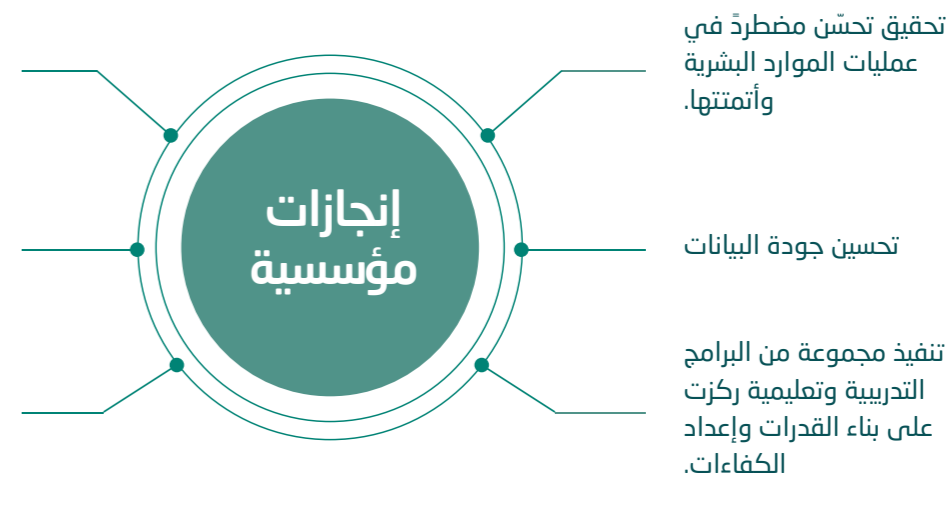 تحقيق تحسّن مضطردً في
عمليات الموارد البشرية
وأتمتتها.
تحسين جودة البيانات
تنفيذ مجموعة من البرامج
التدريبية وتعليمية ركزت
على بناء القدرات وإعداد
الكفاءات.
إنجازات
مؤسسية